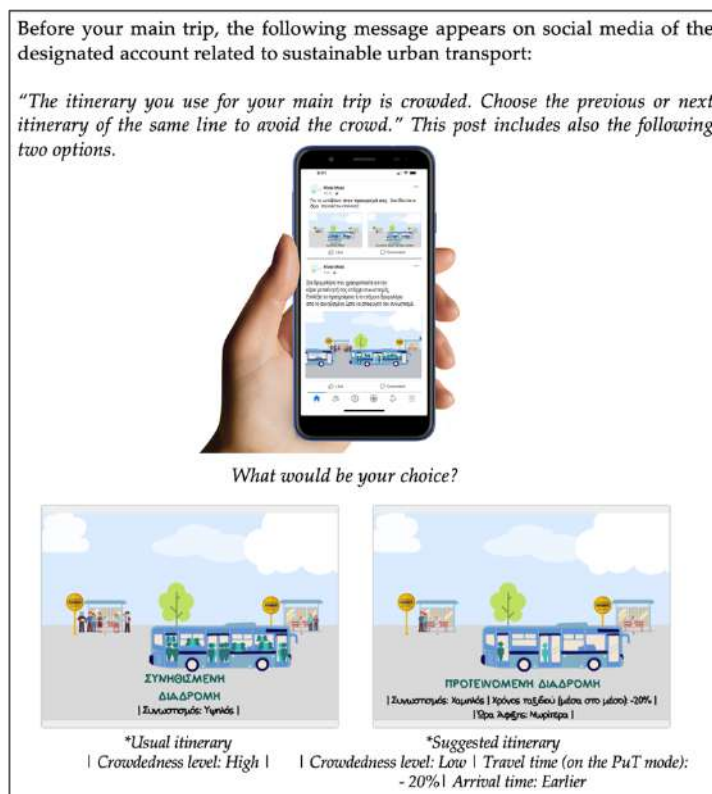 Before your main trip, the following message appears on social media of the
designated account related to sustainable urban transport:
"The itinerary you use for your main trip is crowded. Choose the previous or next
itinerary of the same line to avoid the crowd." This post includes also the following
two options.
Like
Comment
Like
Comment
What would be your choice?
ΣΥΝΗΘΙΣΜΕΝΗ
ΔΙΑΔΡΟΜΗ
| Συνωστισμός: Υψηλός |
ΠΡΟΤΕΙΝΟΜΕΝΗ ΔΙΑΔΡΟΜΗ
| Συνωστισμός: Χαμηλός | Χρόνος ταξιδιού (μέσα στο μέσο): -20% |
| Ώρα Άφιξης: Νωρίτερα |
*Usual itinerary
| Crowdedness level: High |
*Suggested itinerary
| Crowdedness level: Low | Travel time (on the PuT mode):
- 20% | Arrival time: Earlier